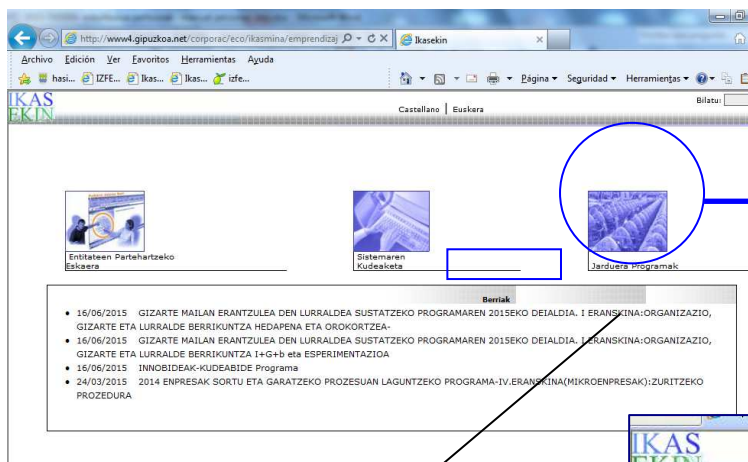 http://www4.gipuzkoa.net/corporac/eco/ikasmina/emprendizaj
Ikasekin
Archivo Edición Ver Favoritos Herramientas Ayuda
hasi... IZFE... Ikas... Ikas... izfe... Página Seguridad Herramientas
IKAS
EKIN
Castellano | Euskera
Bilatu:
Entitateen Partehartzeko
Eskaera
Sistemaren
Kudeaketa
Jarduera Programak
Berriak
• 16/06/2015 GIZARTE MAILAN ERANTZULEA DEN LURRALDEA SUSTATZEKO PROGRAMAREN 2015EKO DEIALDIA. I ERANSKINA:ORGANIZAZIO,
GIZARTE ETA LURRALDE BERRIKUNTZA HEDAPENA ETA OROKORTZEA-
• 16/06/2015 GIZARTE MAILAN ERANTZULEA DEN LURRALDEA SUSTATZEKO PROGRAMAREN 2015EKO DEIALDIA. I ERANSKINA:ORGANIZAZIO,
GIZARTE ETA LURRALDE BERRIKUNTZA I+G+b eta ESPERIMENTAZIOA
• 16/06/2015 INNOBIDEAK-KUDEABIDE Programa
• 24/03/2015 2014 ENPRESAK SORTU ETA GARATZEKO PROZESUAN LAGUNTZEKO PROGRAMA-IV.ERANSKINA(MIKROENPRESAK):ZURITZEKO
PROZEDURA
IKAS